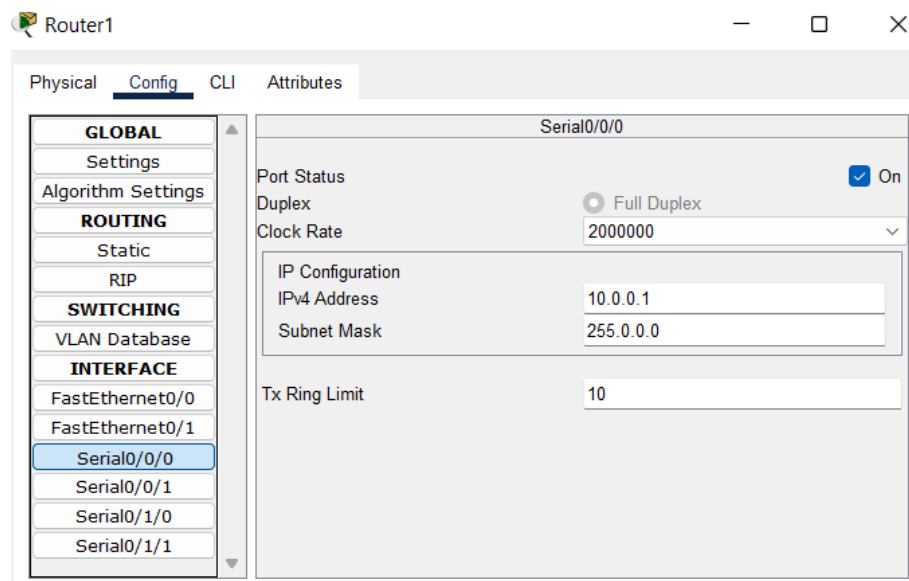 Router1
Physical Config CLI Attributes
GLOBAL
Settings
Algorithm Settings
ROUTING
Static
RIP
SWITCHING
VLAN Database
INTERFACE
FastEthernet0/0
FastEthernet0/1
Serial0/0/0
Serial0/0/1
Serial0/1/0
Serial0/1/1
Serial0/0/0
Port Status On
Duplex Full Duplex
Clock Rate 2000000
IP Configuration
IPv4 Address 10.0.0.1
Subnet Mask 255.0.0.0
Tx Ring Limit 10